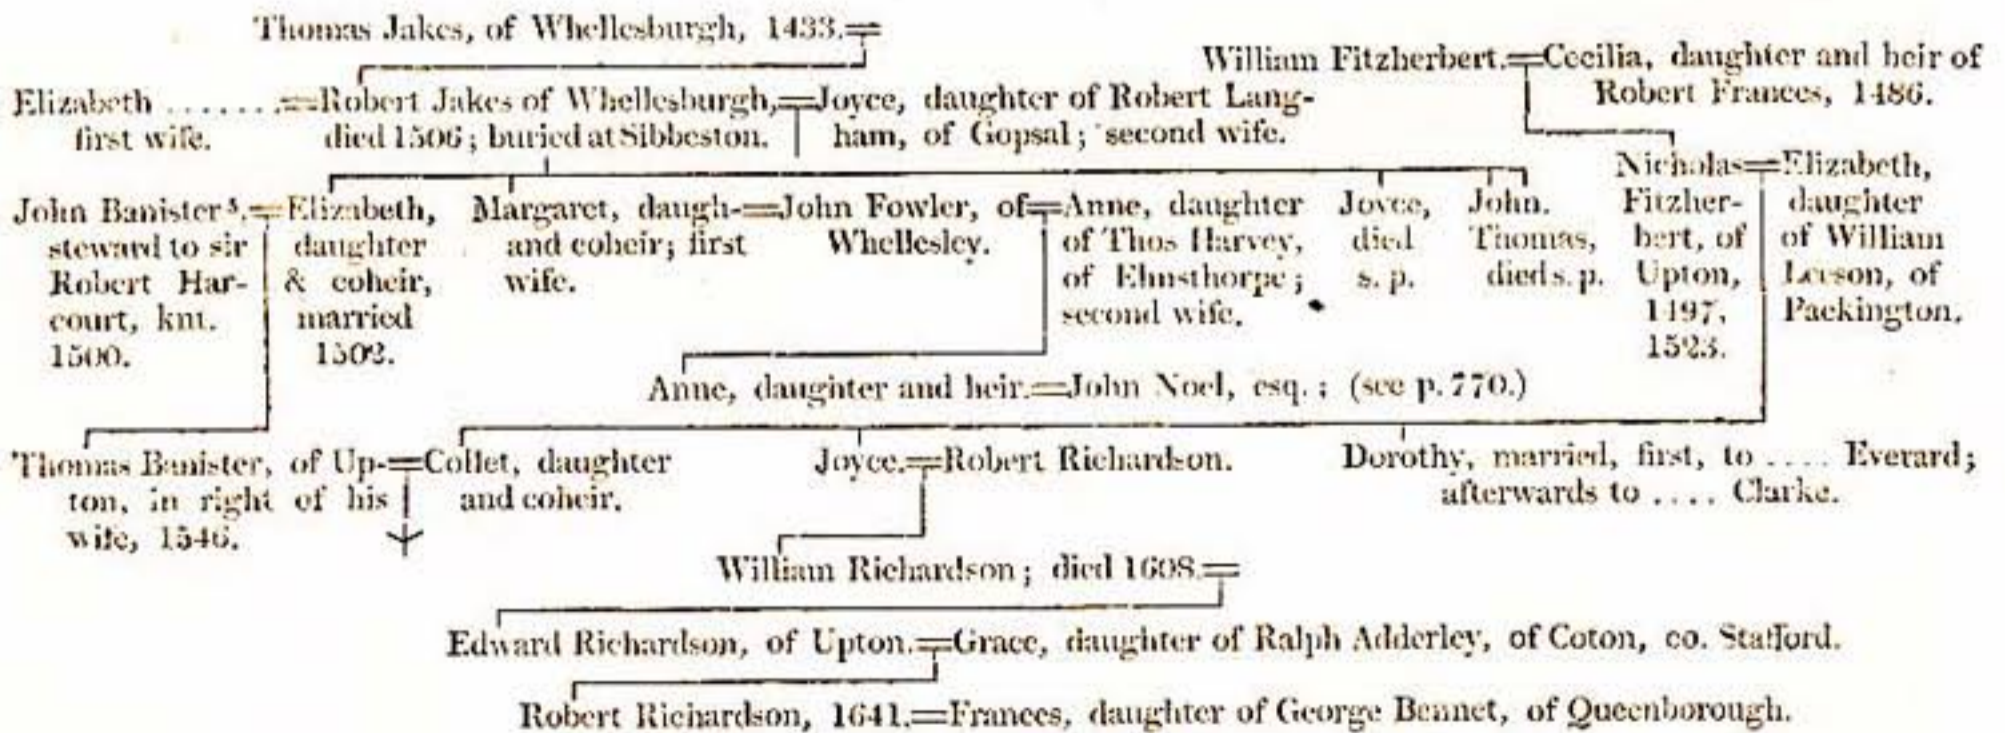 Thomas Jakes, of Whellesburgh, 1433.
William Fitzherbert. Cecilia, daughter and heir of
Robert Frances, 1486.
Elizabeth ........ Robert Jakes of Whellesburgh, Joyce, daughter of Robert Lang-
first wife. died 1506; buried at Sibbeston. ham, of Gopsal; second wife.
Nicholas Elizabeth,
Fitzher- daughter
bert, of of William
Upton, Leeson, of
1497, Packington.
1523.
John Banister⁵. Elizabeth, Margaret, daugh- John Fowler, of Anne, daughter Joyce, John.
steward to sir daughter and coheir; first Whellesley. of Thos Harvey, died Thomas,
Robert Har- & coheir, wife. of Elmsthorpe; s. p. died s. p.
court, knt. married second wife.
1500. 1502.
Anne, daughter and heir. John Noel, esq.; (see p. 770.)
Thomas Banister, of Up- Collet, daughter Joyce. Robert Richardson. Dorothy, married, first, to .... Everard;
ton, in right of his and coheir. afterwards to .... Clarke.
wife, 1546.
William Richardson; died 1608.
Edward Richardson, of Upton. Grace, daughter of Ralph Adderley, of Coton, co. Stafford.
Robert Richardson, 1641. Frances, daughter of George Bennet, of Queenborough.